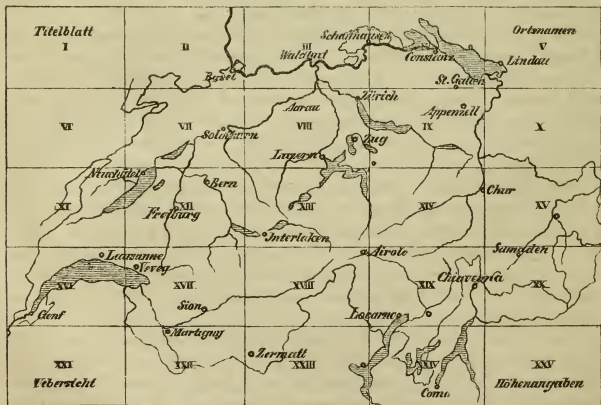 Titelblatt
I
II
III
Ortsnamen
V
Schaffhausen
Waldshut
Constanz
Lindau
Basel
St. Gallen
Aarau
Zürich
Appenzell
VI
VII
Solothurn
VIII
IX
X
Zug
Luzern
Neuchâtel
Bern
Chur
XI
XII
Freiburg
XIII
XIV
XV
Interlaken
Samaden
Lausanne
Vevey
Airolo
Chiavenna
XVI
XVII
XVIII
XIX
XX
Sion
Genf
Locarno
Martigny
Zermatt
XXI
XXII
XXIII
XXIV
XXV
Uebersicht
Como
Höhenangaben